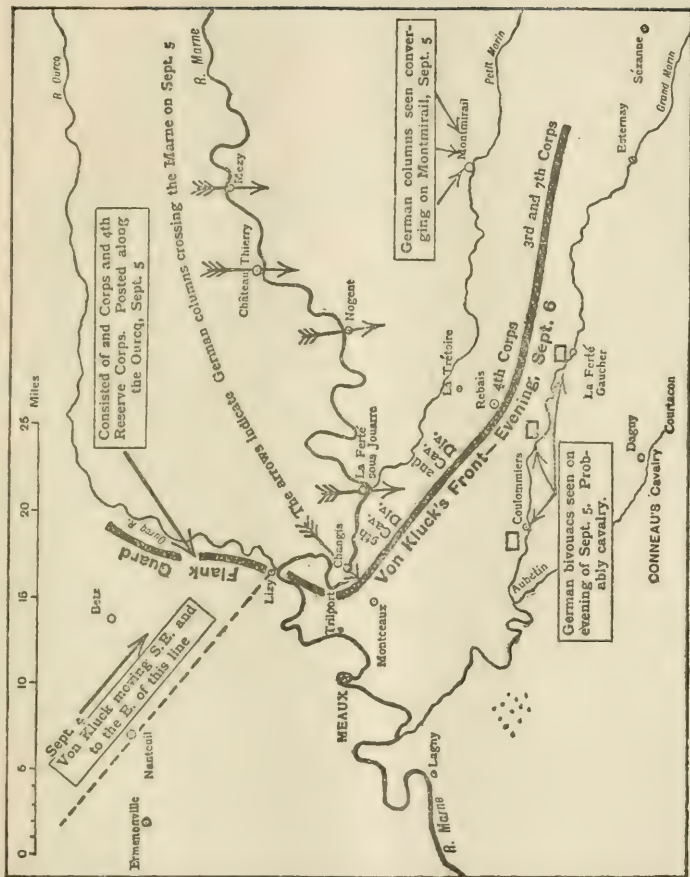 Miles
0
5
10
15
20
25
R Ourcq
R. Marne
Petit Morin
Sézanne
Grand Morin
Esternay
Consisted of 2nd Corps and 4th
Reserve Corps. Posted along
the Ourcq, Sept. 5
The arrows indicate German columns crossing the Marne on Sept. 5
Mezy
Château Thierry
Nogent
German columns seen conver-
ging on Montmirail, Sept. 5
Montmirail
3rd and 7th Corps
Ourcq R.
Flank Guard
Betz
Sept. 4
Von Kluck moving S.E. and
to the E. of this line
Nanteuil
Ermenonville
Lizy
Changis
La Ferté
sous Jouarre
La Trétoire
Rebais
4th Corps
9th Cav. Div.
2nd Cav. Div.
Von Kluck's Front—Evening, Sept. 6
Trilport
Montceaux
MEAUX
Lagny
R. Marne
Coulommiers
La Ferté
Gaucher
Aubetin
Dagny
Courtacon
German bivouacs seen on
evening of Sept. 5. Prob-
ably cavalry.
CONNEAU'S Cavalry